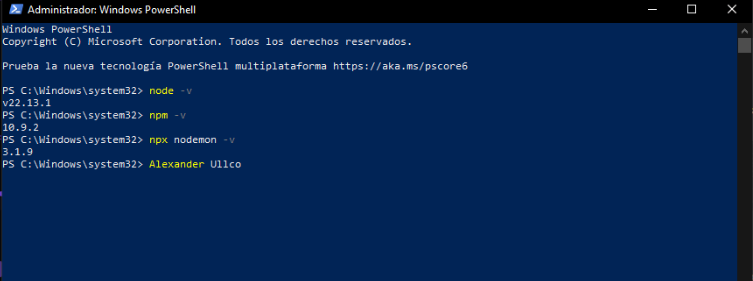 Administrador: Windows PowerShell
Windows PowerShell
Copyright (C) Microsoft Corporation. Todos los derechos reservados.
Prueba la nueva tecnología PowerShell multiplataforma https://aka.ms/pscore6
PS C:\Windows\system32> node -v
v22.13.1
PS C:\Windows\system32> npm -v
10.9.2
PS C:\Windows\system32> npx nodemon -v
3.1.9
PS C:\Windows\system32> Alexander Ullco